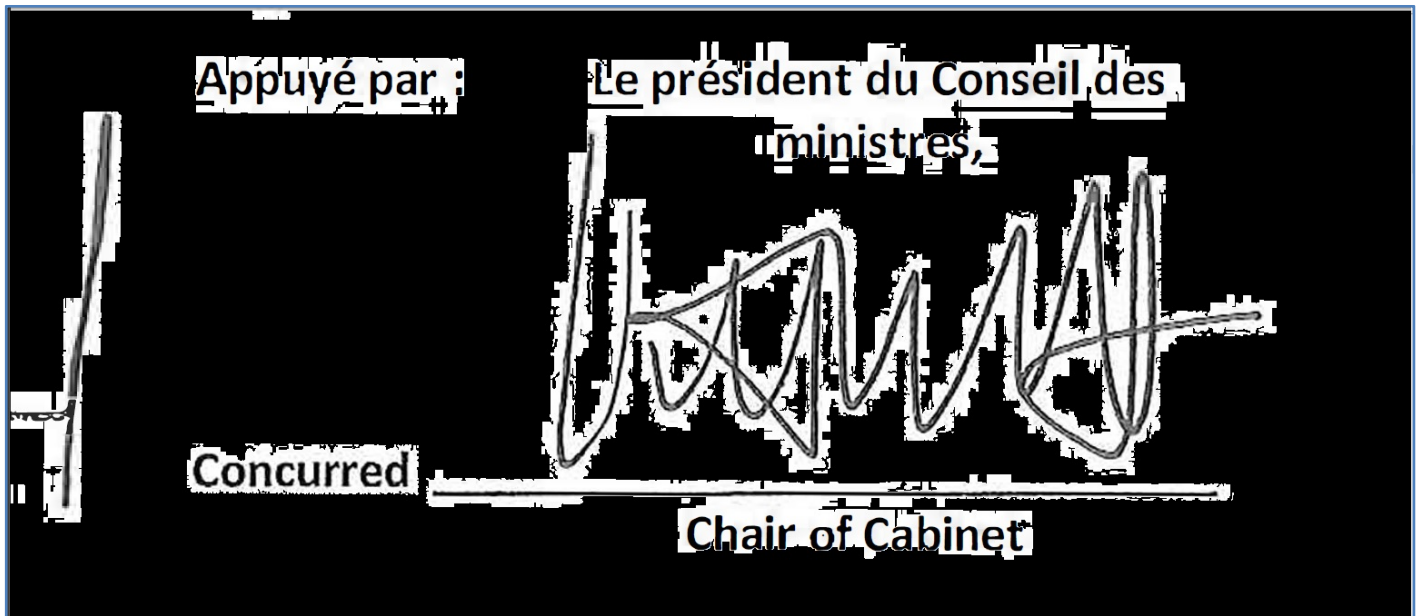 Appuyé par :
Le président du Conseil des
ministres,
Concurred
Chair of Cabinet